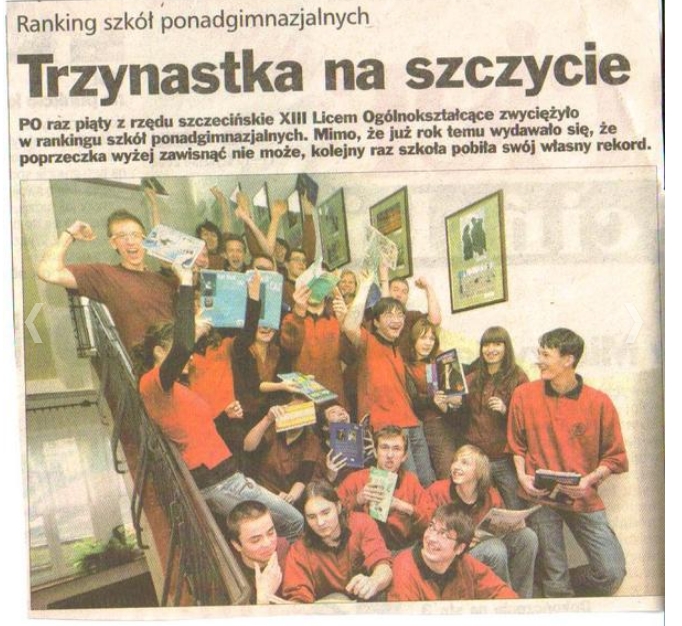 Ranking szkół ponadgimnazjalnych
Trzynastka na szczycie
PO raz piąty z rzędu szczecińskie XIII Licem Ogólnokształcące zwyciężyło
w rankingu szkół ponadgimnazjalnych. Mimo, że już rok temu wydawało się, że
poprzeczka wyżej zawisnąć nie może, kolejny raz szkoła pobiła swój własny rekord.